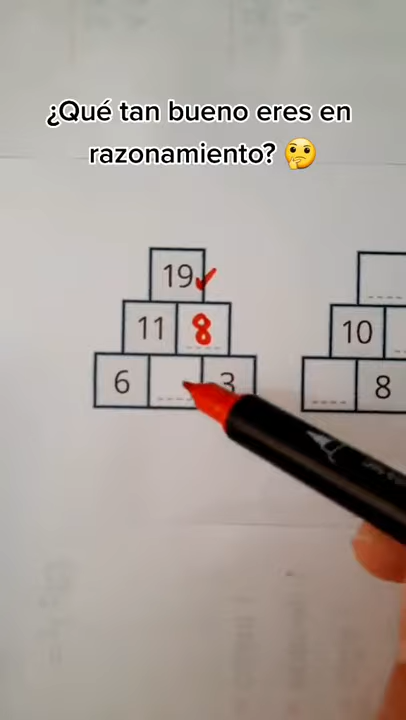 ¿Qué tan bueno eres en
razonamiento? 🤔
19✓
11 8 10
6 3 8